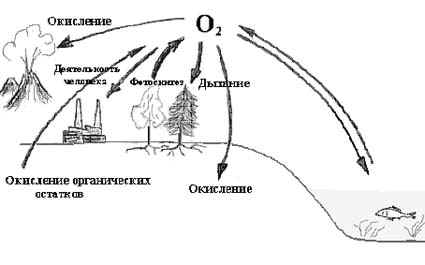 Окисление
O₂
Деятельность
человека
Фотосинтез
Дыхание
Окисление органических
остатков
Окисление